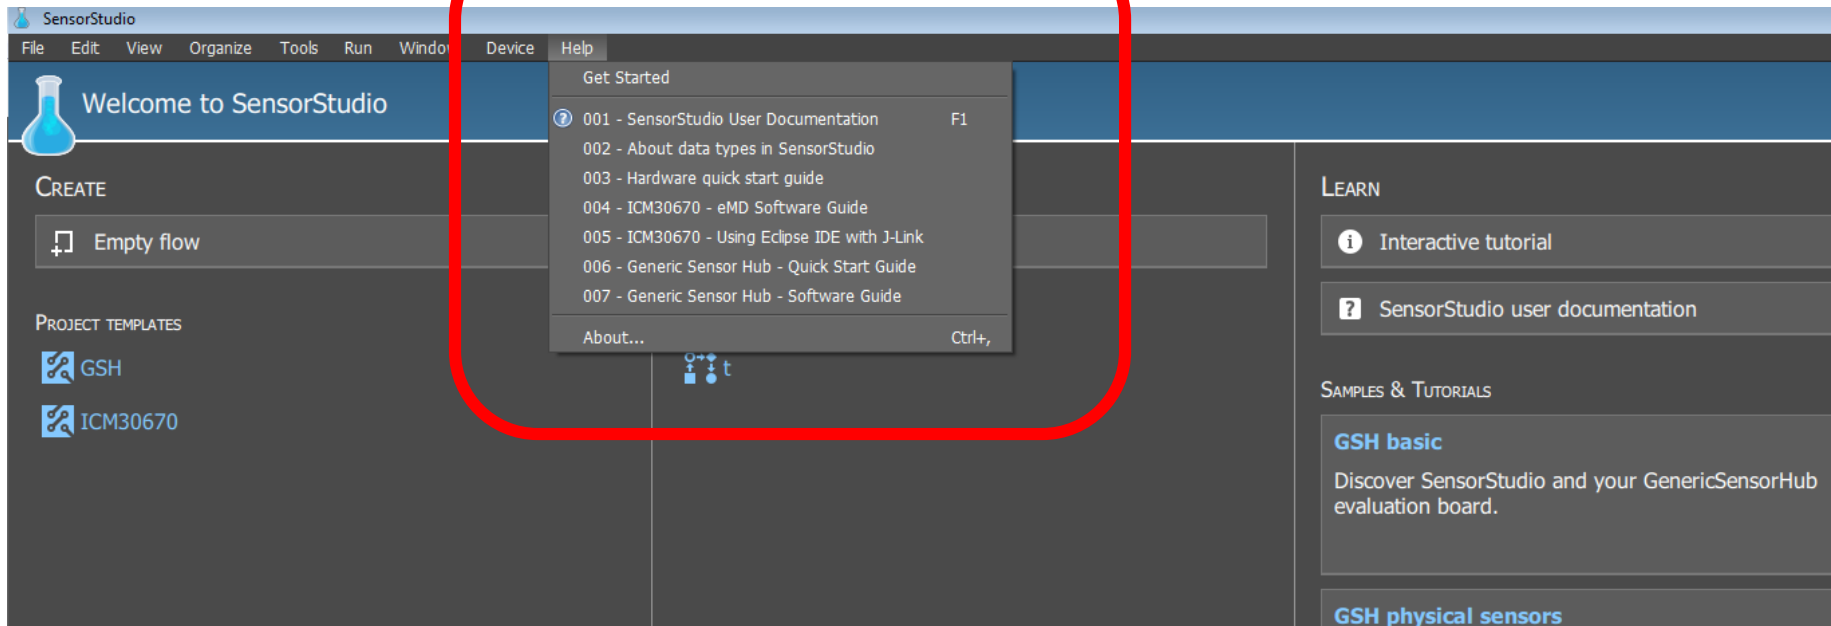 SensorStudio
File Edit View Organize Tools Run Window Device Help
Welcome to SensorStudio
Get Started
001 - SensorStudio User Documentation F1
002 - About data types in SensorStudio
003 - Hardware quick start guide
004 - ICM30670 - eMD Software Guide
005 - ICM30670 - Using Eclipse IDE with J-Link
006 - Generic Sensor Hub - Quick Start Guide
007 - Generic Sensor Hub - Software Guide
About... Ctrl+,
CREATE
Empty flow
PROJECT TEMPLATES
GSH
ICM30670
t
LEARN
Interactive tutorial
SensorStudio user documentation
SAMPLES & TUTORIALS
GSH basic
Discover SensorStudio and your GenericSensorHub
evaluation board.
GSH physical sensors